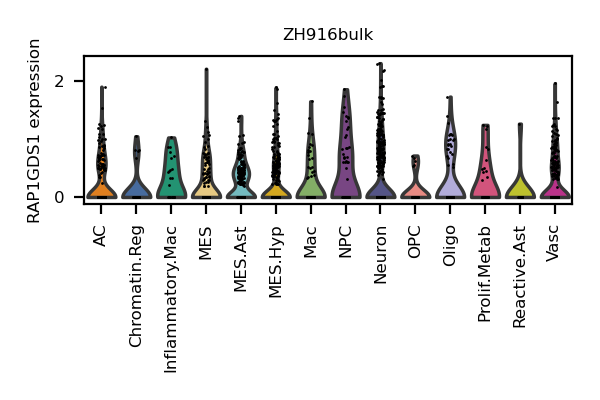 ZH916bulk
RAP1GDS1 expression
2
0
AC
Chromatin.Reg
Inflammatory.Mac
MES
MES.Ast
MES.Hyp
Mac
NPC
Neuron
OPC
Oligo
Prolif.Metab
Reactive.Ast
Vasc